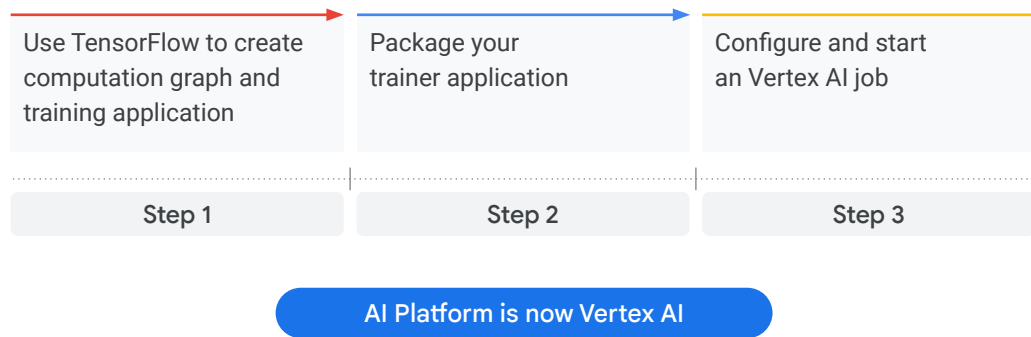 Use TensorFlow to create
computation graph and
training application
Package your
trainer application
Configure and start
an Vertex AI job
Step 1
Step 2
Step 3
AI Platform is now Vertex AI